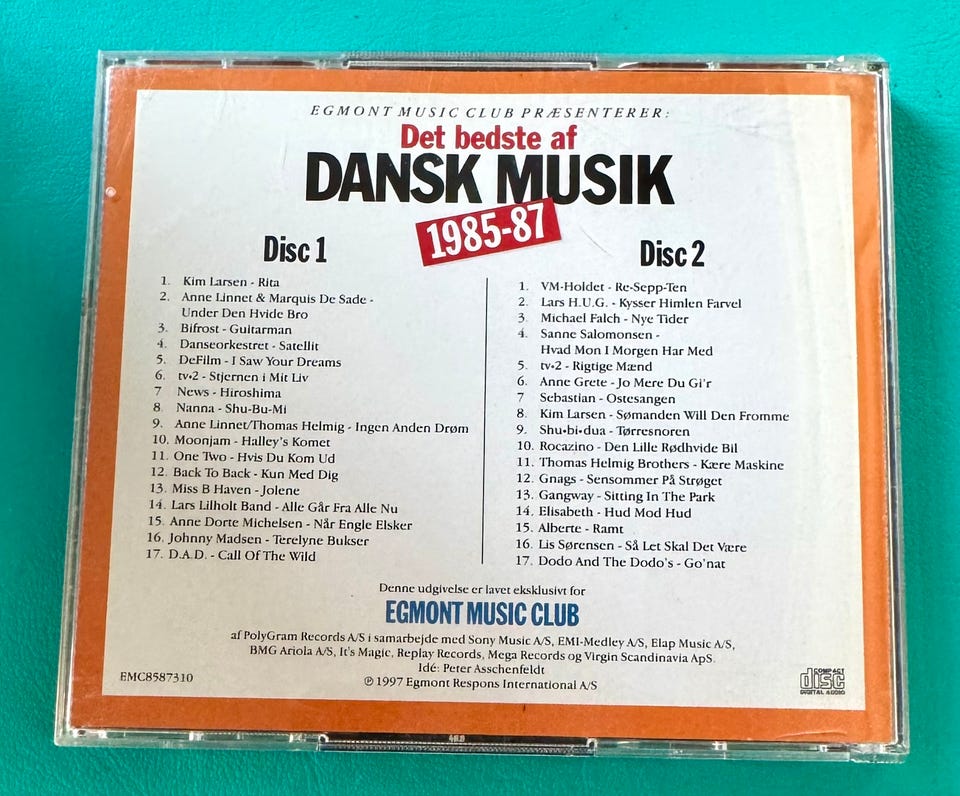 EGMONT MUSIC CLUB PRÆSENTERER:
Det bedste af
DANSK MUSIK
1985-87
Disc 1
1. Kim Larsen - Rita
2. Anne Linnet & Marquis De Sade -
Under Den Hvide Bro
3. Bifrost - Guitarman
4. Danseorkestret - Satellit
5. DeFilm - I Saw Your Dreams
6. tv•2 - Stjernen i Mit Liv
7 News - Hiroshima
8. Nanna - Shu-Bu-Mi
9. Anne Linnet/Thomas Helmig - Ingen Anden Drøm
10. Moonjam - Halley's Komet
11. One Two - Hvis Du Kom Ud
12. Back To Back - Kun Med Dig
13. Miss B Haven - Jolene
14. Lars Lilholt Band - Alle Går Fra Alle Nu
15. Anne Dorte Michelsen - Når Engle Elsker
16. Johnny Madsen - Terelyne Bukser
17. D.A.D. - Call Of The Wild
Disc 2
1. VM-Holdet - Re-Sepp-Ten
2. Lars H.U.G. - Kysser Himlen Farvel
3. Michael Falch - Nye Tider
4. Sanne Salomonsen -
Hvad Mon I Morgen Har Med
5. tv•2 - Rigtige Mænd
6. Anne Grete - Jo Mere Du Gi'r
7 Sebastian - Østesangen
8. Kim Larsen - Sømanden Will Den Fromme
9. Shu•bi•dua - Tørresnoren
10. Rocazino - Den Lille Rødhvide Bil
11. Thomas Helmig Brothers - Kære Maskine
12. Gnags - Sensommer På Strøget
13. Gangway - Sitting In The Park
14. Elisabeth - Hud Mod Hud
15. Alberte - Ramt
16. Lis Sørensen - Så Let Skal Det Være
17. Dodo And The Dodo's - Go'nat
Denne udgivelse er lavet eksklusivt for
EGMONT MUSIC CLUB
af PolyGram Records A/S i samarbejde med Sony Music A/S, EMI-Medley A/S, Elap Music A/S,
BMG Ariola A/S, It's Magic, Replay Records, Mega Records og Virgin Scandinavia ApS.
Idé: Peter Asschenfeldt
℗ 1997 Egmont Respons International A/S
EMC8587310
COMPACT
disc
DIGITAL AUDIO